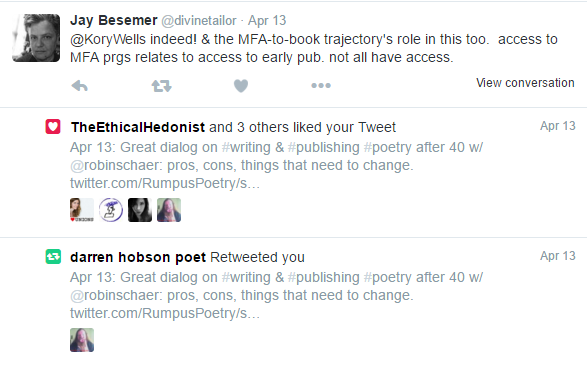 Jay Besemer @divinetailor · Apr 13
@KoryWells indeed! & the MFA-to-book trajectory's role in this too. access to
MFA prgs relates to access to early pub. not all have access.
View conversation
TheEthicalHedonist and 3 others liked your Tweet Apr 13
Apr 13: Great dialog on #writing & #publishing #poetry after 40 w/
@robinschaer: pros, cons, things that need to change.
twitter.com/RumpusPoetry/s…
darren hobson poet Retweeted you Apr 13
Apr 13: Great dialog on #writing & #publishing #poetry after 40 w/
@robinschaer: pros, cons, things that need to change.
twitter.com/RumpusPoetry/s…